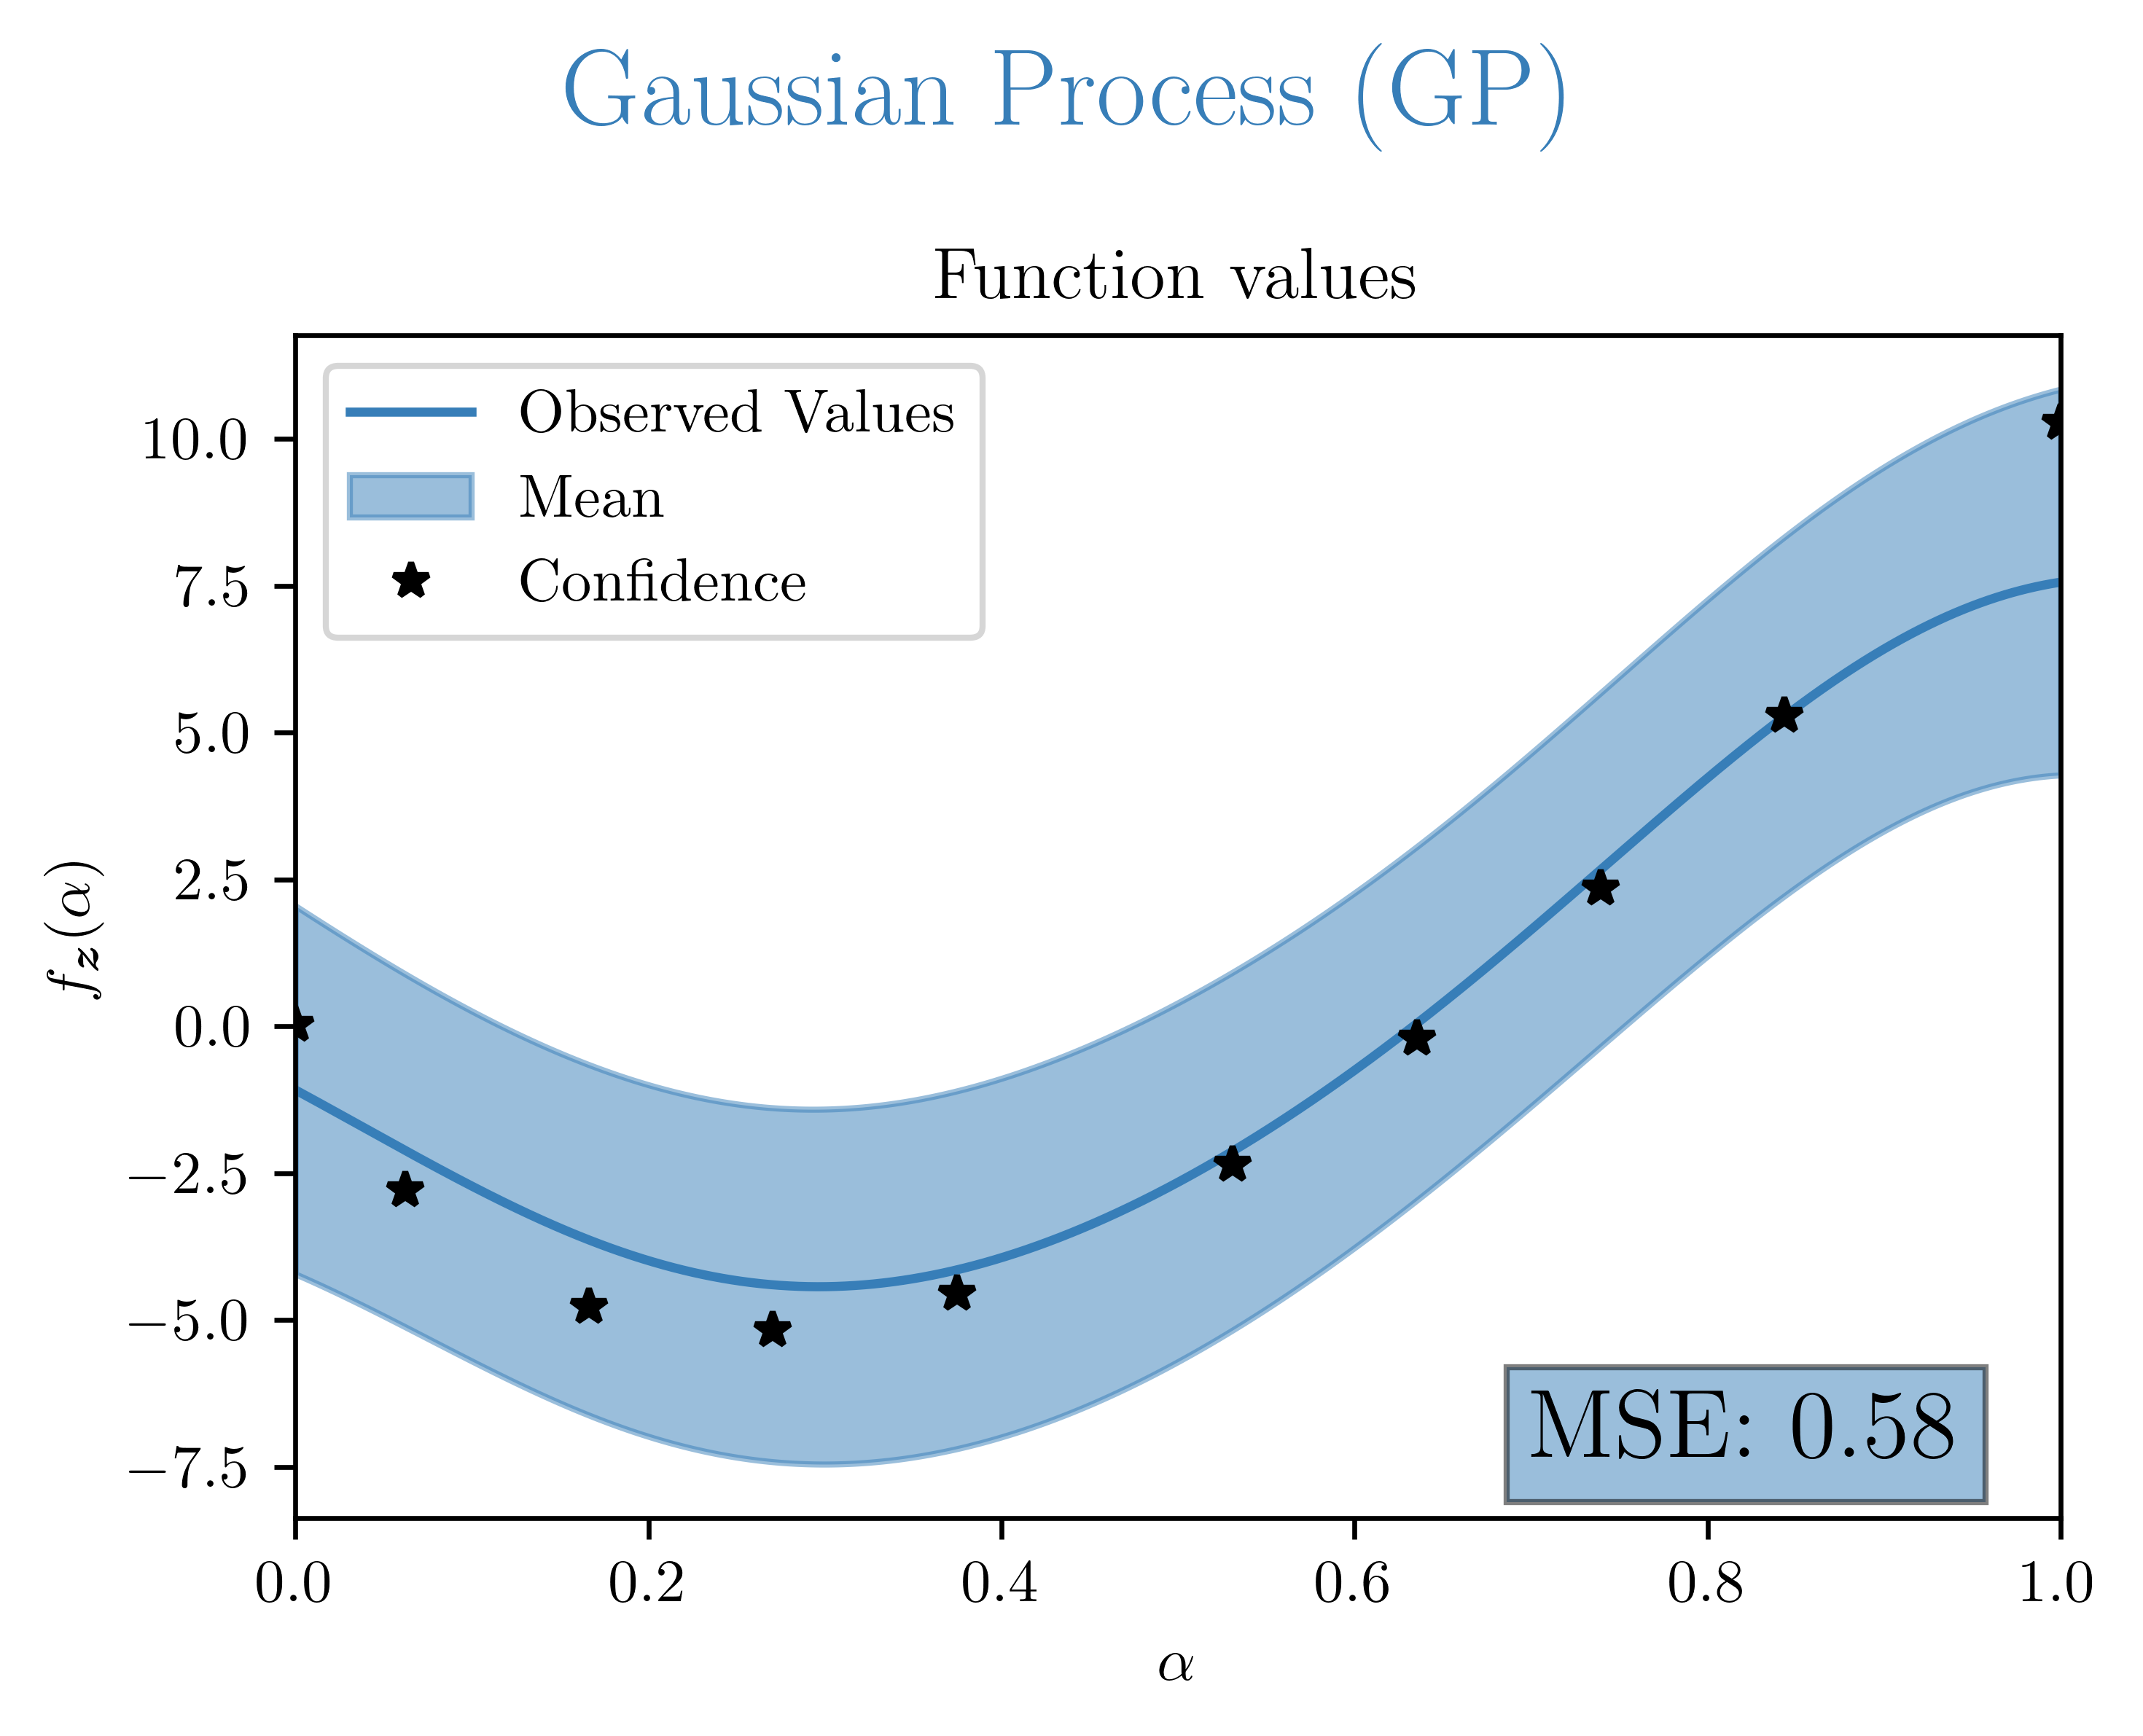 Gaussian Process (GP)
Function values
Observed Values
Mean
Confidence
10.0
7.5
5.0
2.5
0.0
−2.5
−5.0
−7.5
f_z(α)
MSE: 0.58
0.0 0.2 0.4 0.6 0.8 1.0
α